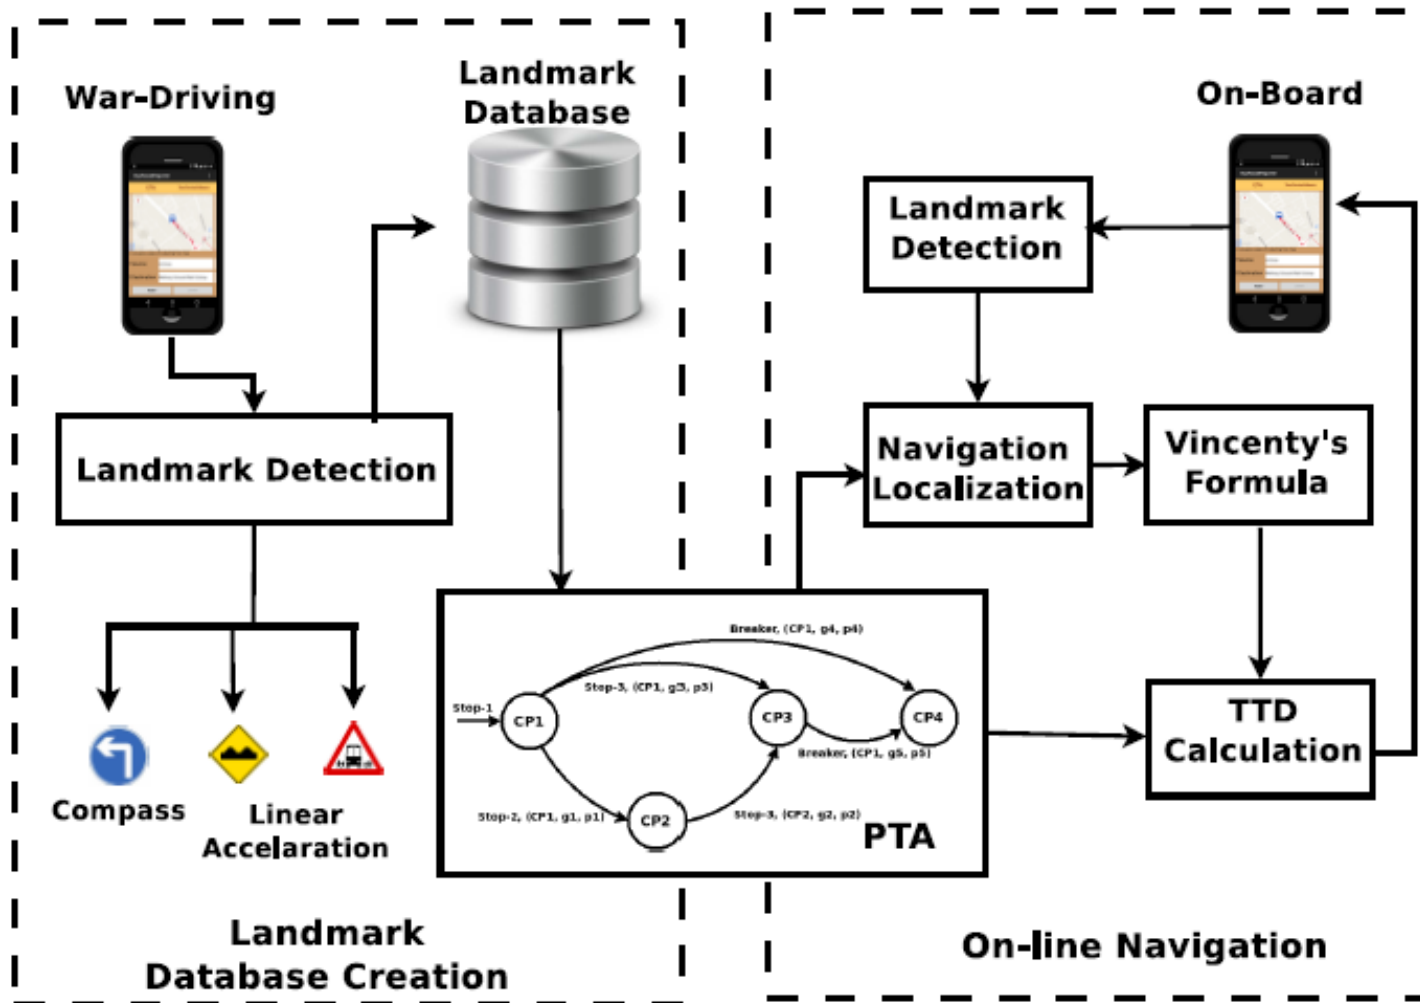 War-Driving
Landmark
Database
Landmark Detection
Compass
Linear
Accelaration
Landmark
Database Creation
Stop-1
CP1
Breaker, (CP1, g4, p4)
Stop-3, (CP1, g3, p3)
CP3
CP4
Breaker, (CP1, g5, p5)
Stop-2, (CP1, g1, p1)
CP2
Stop-3, (CP2, g2, p2)
PTA
On-Board
Landmark
Detection
Navigation
Localization
Vincenty's
Formula
TTD
Calculation
On-line Navigation